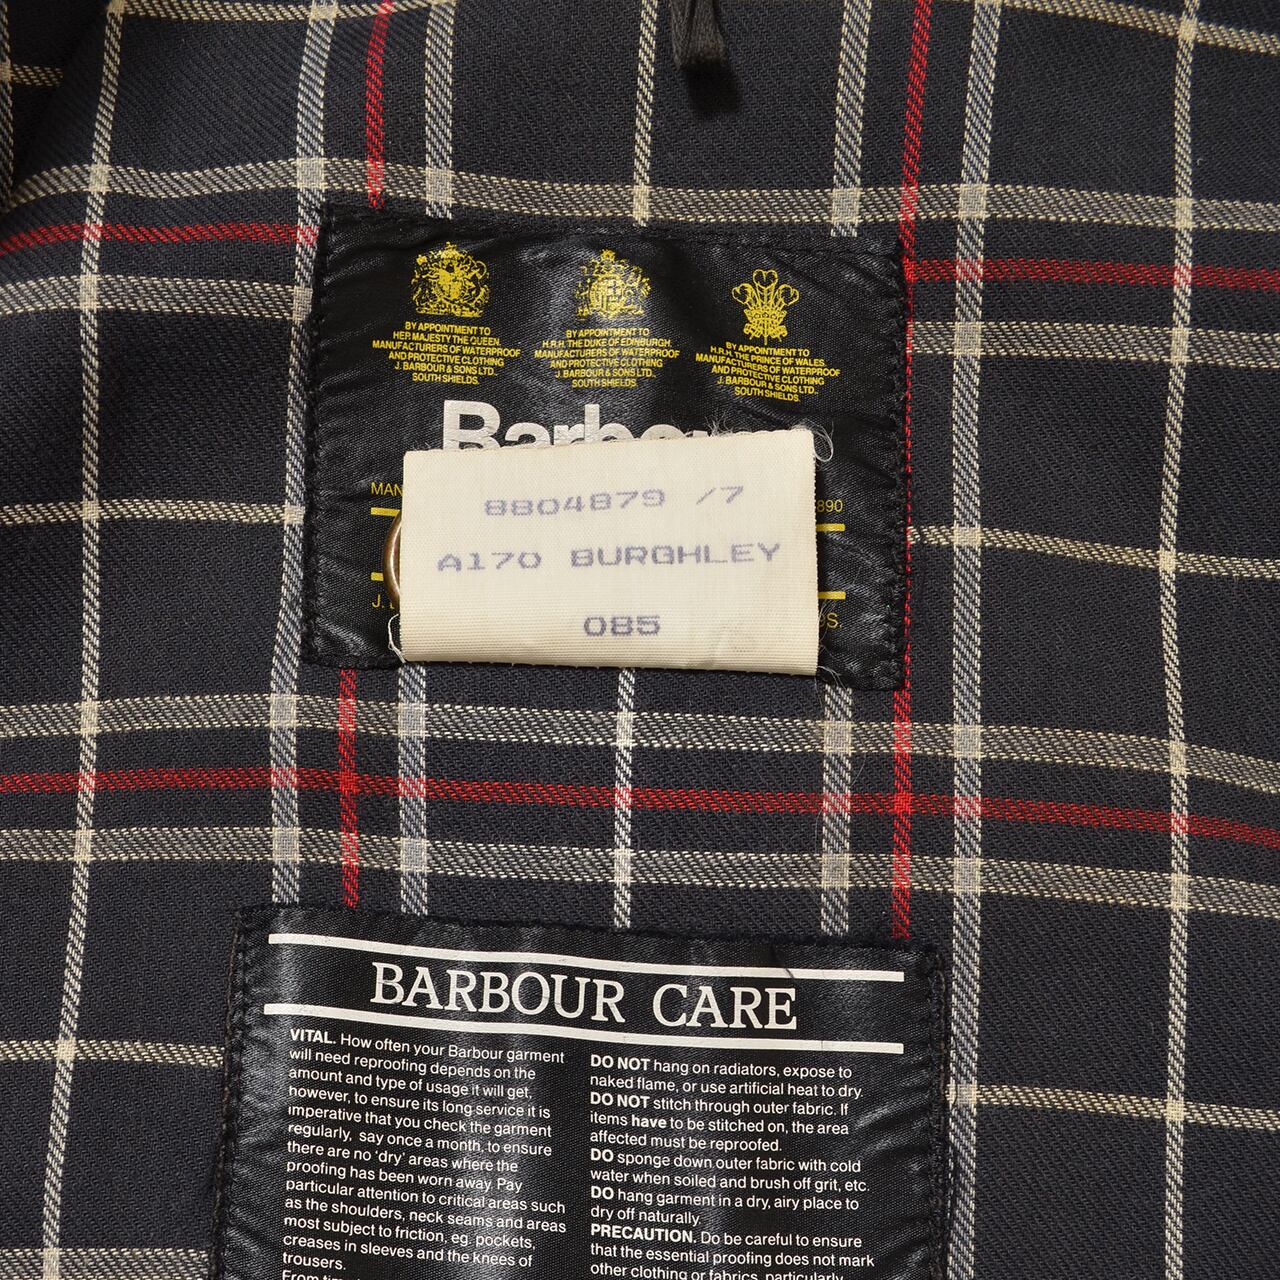 BY APPOINTMENT TO
HER MAJESTY THE QUEEN.
MANUFACTURERS OF WATERPROOF
AND PROTECTIVE CLOTHING
J. BARBOUR & SONS LTD.,
SOUTH SHIELDS.
BY APPOINTMENT TO
H.R.H. THE DUKE OF EDINBURGH.
MANUFACTURERS OF WATERPROOF
AND PROTECTIVE CLOTHING
J. BARBOUR & SONS LTD.,
SOUTH SHIELDS.
BY APPOINTMENT TO
H.R.H. THE PRINCE OF WALES.
MANUFACTURERS OF WATERPROOF
AND PROTECTIVE CLOTHING
J. BARBOUR & SONS LTD.,
SOUTH SHIELDS.
Barbour
8804879 /7
A170 BURGHLEY
085
BARBOUR CARE
VITAL. How often your Barbour garment
will need reproofing depends on the
amount and type of usage it will get,
however, to ensure its long service it is
imperative that you check the garment
regularly, say once a month, to ensure
there are no 'dry' areas where the
proofing has been worn away. Pay
particular attention to critical areas such
as the shoulders, neck seams and areas
most subject to friction, eg. pockets,
creases in sleeves and the knees of
trousers.
DO NOT hang on radiators, expose to
naked flame, or use artificial heat to dry.
DO NOT stitch through outer fabric. If
items have to be stitched on, the area
affected must be reproofed.
DO sponge down outer fabric with cold
water when soiled and brush off grit, etc.
DO hang garment in a dry, airy place to
dry off naturally.
PRECAUTION. Do be careful to ensure
that the essential proofing does not mark
other clothing or fabrics, particularly